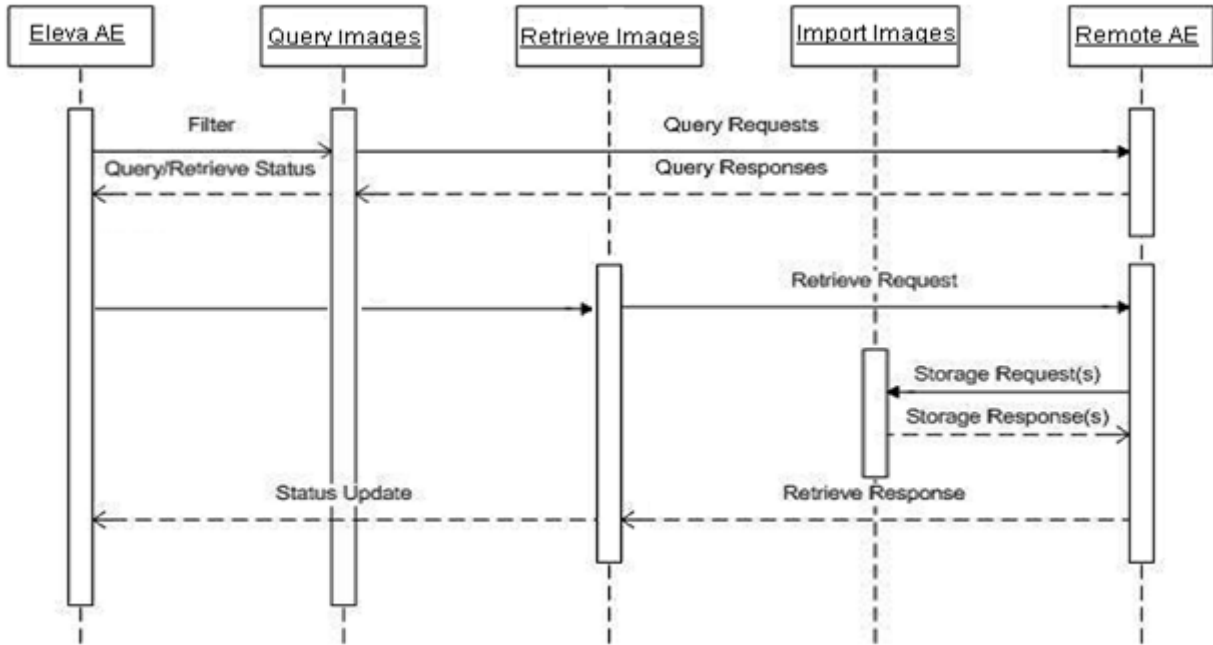 Eleva AE
Query Images
Retrieve Images
Import Images
Remote AE
Filter
Query Requests
Query/Retrieve Status
Query Responses
Retrieve Request
Storage Request(s)
Storage Response(s)
Status Update
Retrieve Response